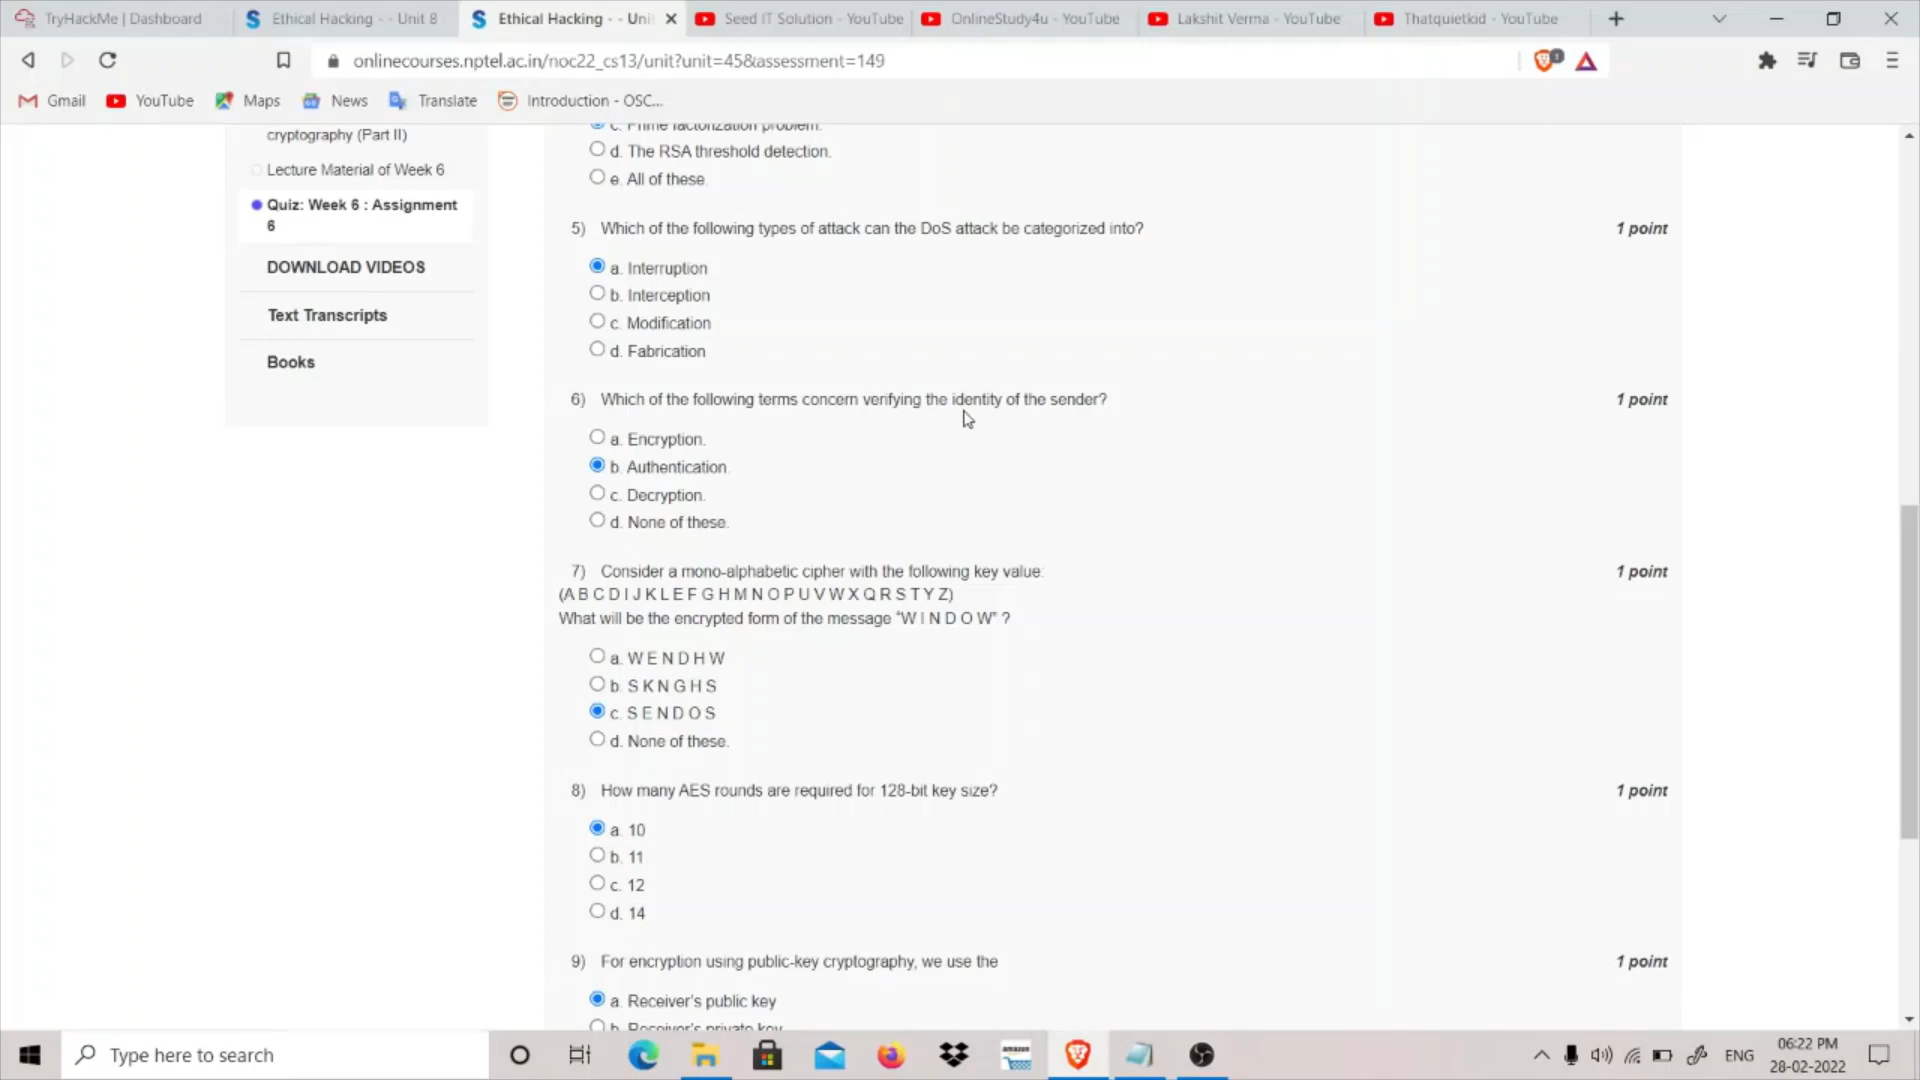 TryHackMe | Dashboard
Ethical Hacking - - Unit 8
Ethical Hacking - - Uni
Seed IT Solution - YouTube
OnlineStudy4u - YouTube
Lakshit Verma - YouTube
Thatquietkid - YouTube
onlinecourses.nptel.ac.in/noc22_cs13/unit?unit=45&assessment=149
1
Gmail
YouTube
Maps
News
Translate
Introduction - OSC...
cryptography (Part II)
Lecture Material of Week 6
Quiz: Week 6 : Assignment
6
DOWNLOAD VIDEOS
Text Transcripts
Books
c. Prime factorization problem.
d. The RSA threshold detection.
e. All of these.
5) Which of the following types of attack can the DoS attack be categorized into? 1 point
a. Interruption
b. Interception
c. Modification
d. Fabrication
6) Which of the following terms concern verifying the identity of the sender? 1 point
a. Encryption.
b. Authentication.
c. Decryption.
d. None of these.
7) Consider a mono-alphabetic cipher with the following key value: 1 point
(A B C D I J K L E F G H M N O P U V W X Q R S T Y Z)
What will be the encrypted form of the message “W I N D O W” ?
a. W E N D H W
b. S K N G H S
c. S E N D O S
d. None of these.
8) How many AES rounds are required for 128-bit key size? 1 point
a. 10
b. 11
c. 12
d. 14
9) For encryption using public-key cryptography, we use the 1 point
a. Receiver’s public key
b. Receiver’s private key
Type here to search
amazon
ENG
06:22 PM
28-02-2022